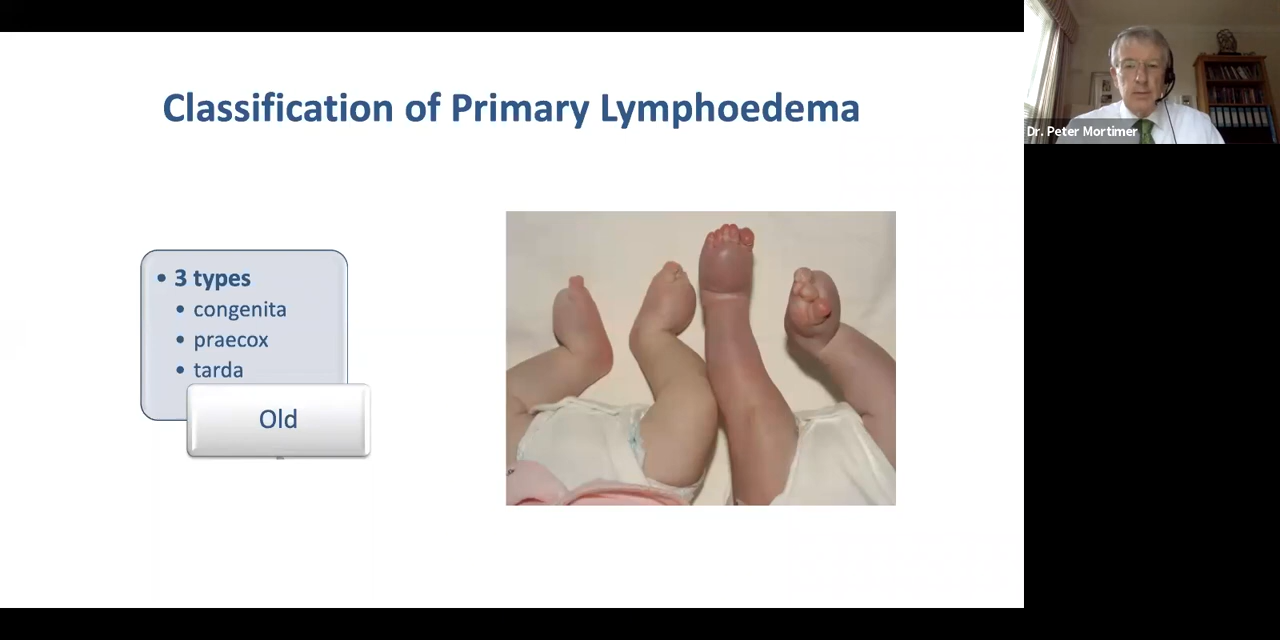 Classification of Primary Lymphoedema
Dr. Peter Mortimer
• 3 types
• congenita
• praecox
• tarda
Old